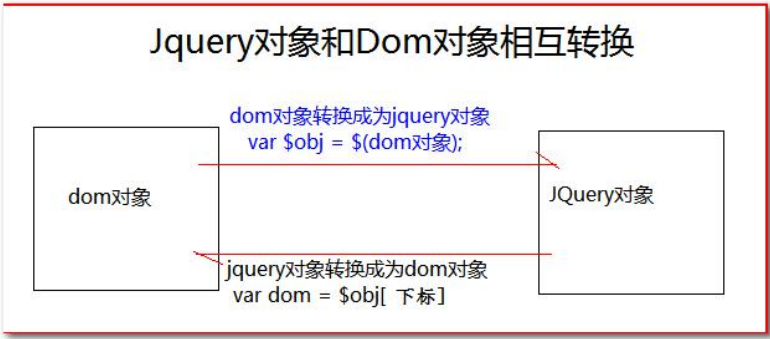 Jquery对象和Dom对象相互转换
dom对象转换成为jquery对象
var $obj = $(dom对象);
dom对象
JQuery对象
jquery对象转换成为dom对象
var dom = $obj[ 下标]